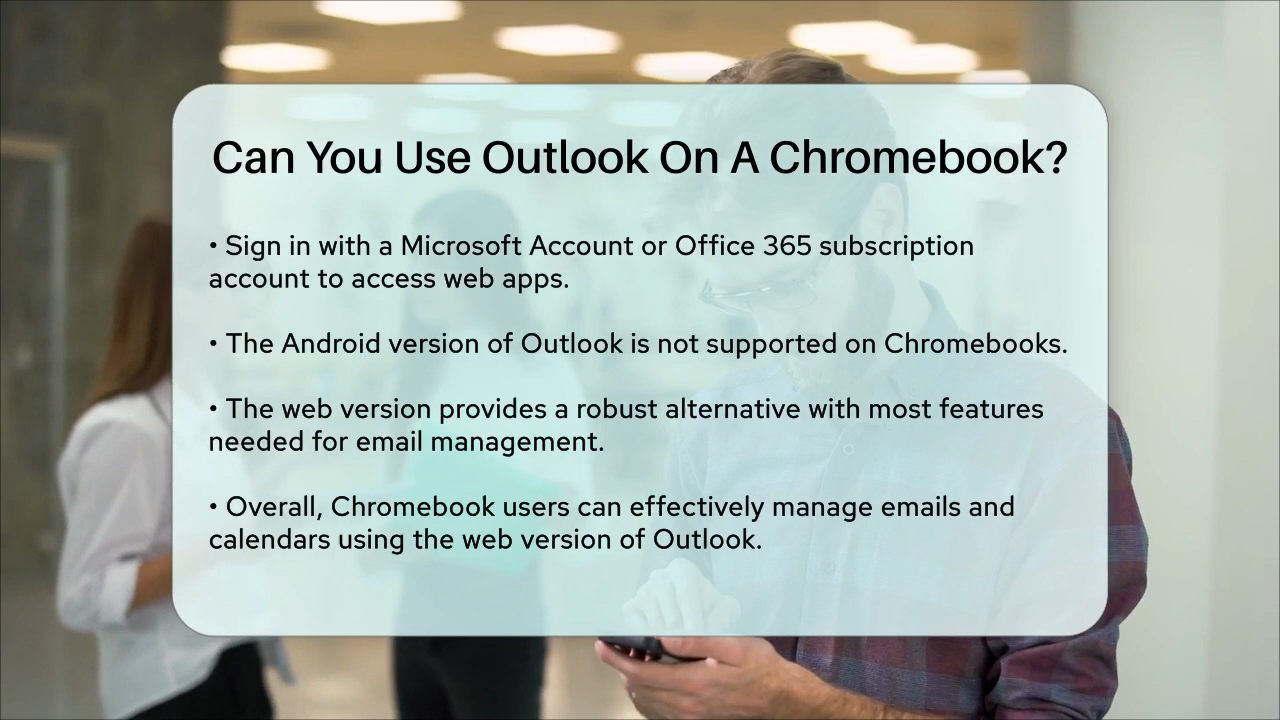 Can You Use Outlook On A Chromebook?
• Sign in with a Microsoft Account or Office 365 subscription
account to access web apps.
• The Android version of Outlook is not supported on Chromebooks.
• The web version provides a robust alternative with most features
needed for email management.
• Overall, Chromebook users can effectively manage emails and
calendars using the web version of Outlook.